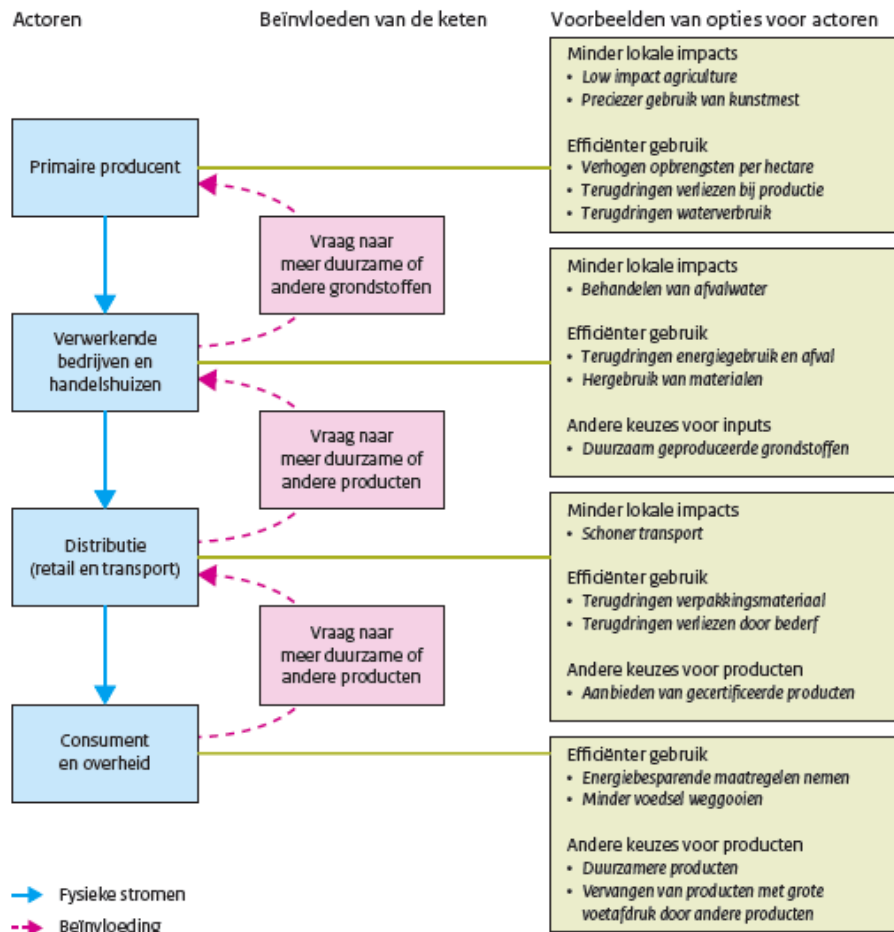 Actoren
Beïnvloeden van de keten
Voorbeelden van opties voor actoren
Primaire producent
Vraag naar
meer duurzame of
andere grondstoffen
Verwerkende
bedrijven en
handelshuizen
Vraag naar
meer duurzame of
andere producten
Distributie
(retail en transport)
Vraag naar
meer duurzame of
andere producten
Consument
en overheid
Minder lokale impacts
• Low impact agriculture
• Preciezer gebruik van kunstmest
Efficiënter gebruik
• Verhogen opbrengsten per hectare
• Terugdringen verliezen bij productie
• Terugdringen waterverbruik
Minder lokale impacts
• Behandelen van afvalwater
Efficiënter gebruik
• Terugdringen energiegebruik en afval
• Hergebruik van materialen
Andere keuzes voor inputs
• Duurzaam geproduceerde grondstoffen
Minder lokale impacts
• Schoner transport
Efficiënter gebruik
• Terugdringen verpakkingsmateriaal
• Terugdringen verliezen door bederf
Andere keuzes voor producten
• Aanbieden van gecertificeerde producten
Efficiënter gebruik
• Energiebesparende maatregelen nemen
• Minder voedsel weggooien
Andere keuzes voor producten
• Duurzamere producten
• Vervangen van producten met grote
voetafdruk door andere producten
Fysieke stromen
Beïnvloeding